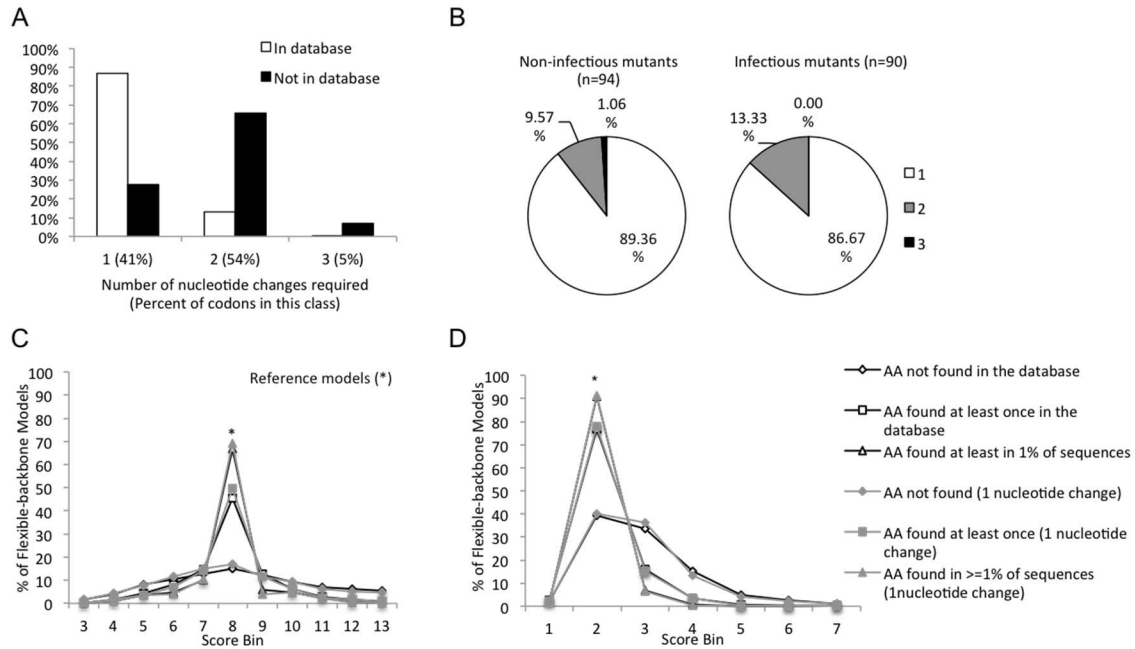 A
100%
90%
80%
70%
60%
50%
40%
30%
20%
10%
0%
In database
Not in database
1 (41%)
2 (54%)
3 (5%)
Number of nucleotide changes required
(Percent of codons in this class)
B
Non-infectious mutants
(n=94)
9.57
%
1.06
%
89.36
%
Infectious mutants (n=90)
13.33
%
0.00
%
86.67
%
1
2
3
C
% of Flexible-backbone Models
100
90
80
70
60
50
40
30
20
10
0
Reference models (*)
*
3 4 5 6 7 8 9 10 11 12 13
Score Bin
D
% of Flexible-backbone Models
100
90
80
70
60
50
40
30
20
10
0
*
1 2 3 4 5 6 7
Score Bin
AA not found in the database
AA found at least once in the
database
AA found at least in 1% of sequences
AA not found (1 nucleotide change)
AA found at least once (1 nucleotide
change)
AA found in >=1% of sequences
(1nucleotide change)